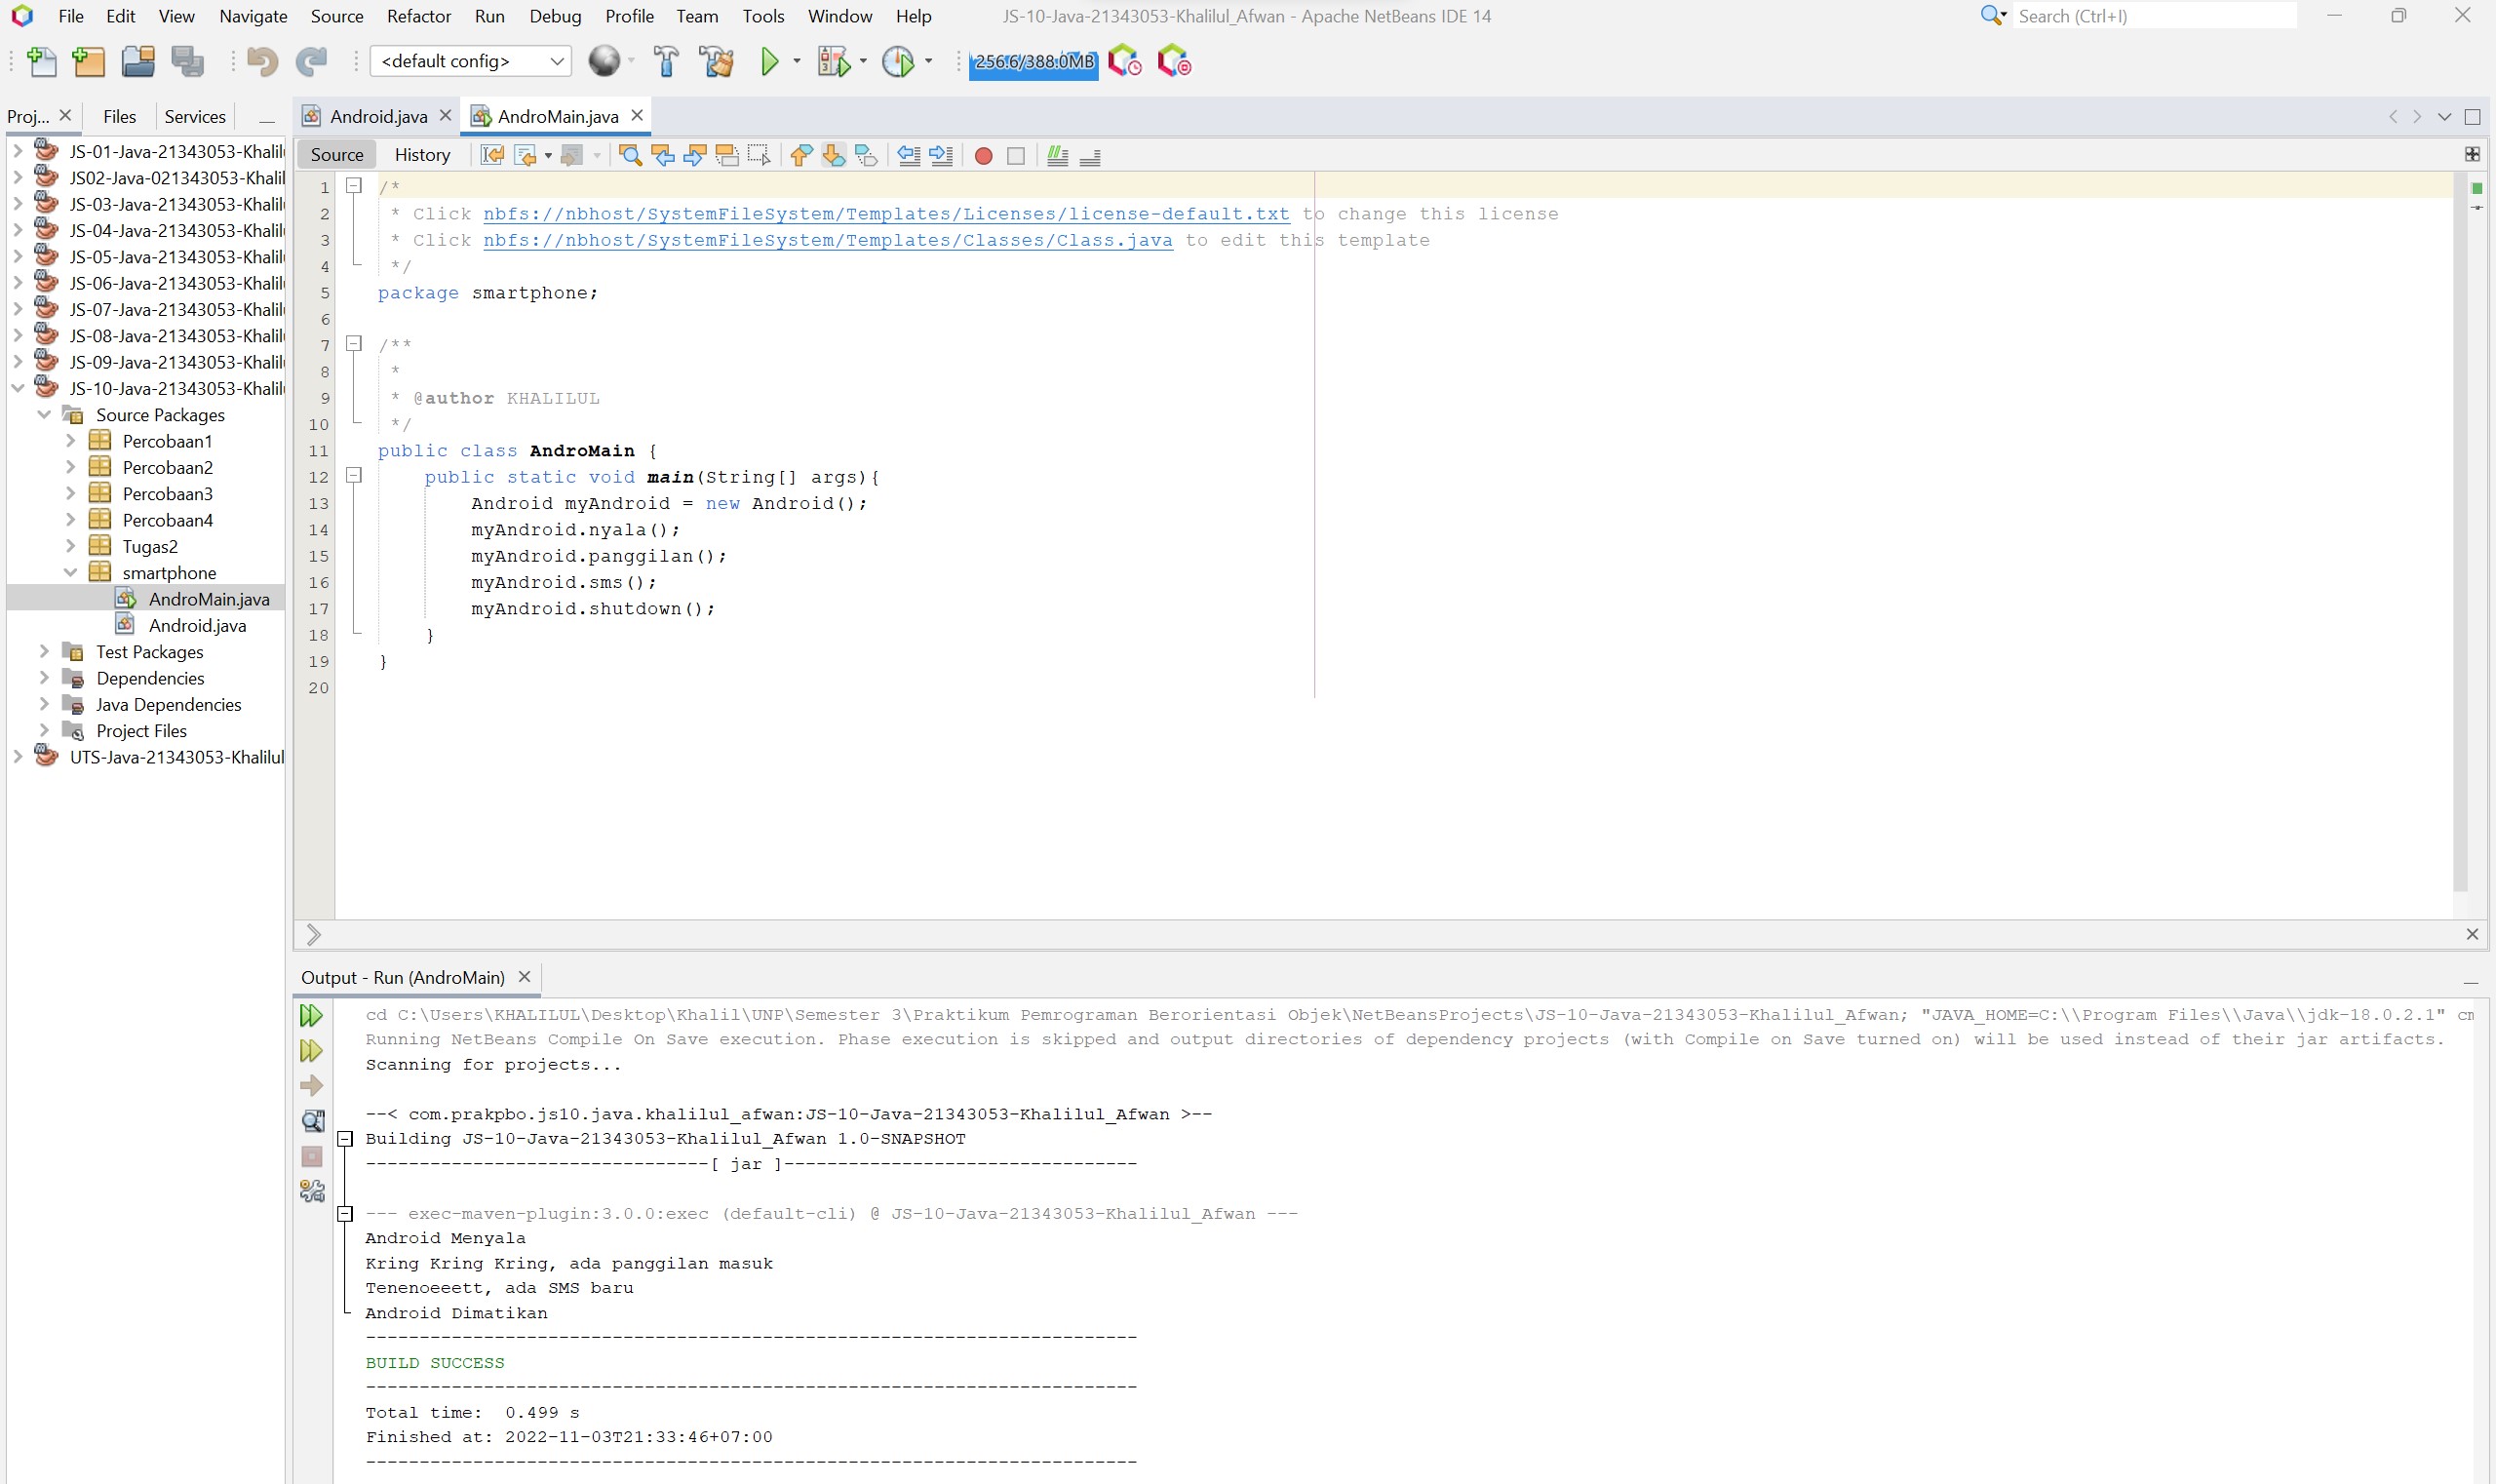 File Edit View Navigate Source Refactor Run Debug Profile Team Tools Window Help
JS-10-Java-21343053-Khalilul_Afwan - Apache NetBeans IDE 14
Search (Ctrl+I)
<default config>
256.6/388.0MB
Proj... Files Services
Android.java AndroMain.java
Source History
JS-01-Java-21343053-Khalil
JS02-Java-021343053-Khalil
JS-03-Java-21343053-Khalil
JS-04-Java-21343053-Khalil
JS-05-Java-21343053-Khalil
JS-06-Java-21343053-Khalil
JS-07-Java-21343053-Khalil
JS-08-Java-21343053-Khalil
JS-09-Java-21343053-Khalil
JS-10-Java-21343053-Khalil
Source Packages
Percobaan1
Percobaan2
Percobaan3
Percobaan4
Tugas2
smartphone
AndroMain.java
Android.java
Test Packages
Dependencies
Java Dependencies
Project Files
UTS-Java-21343053-Khalilul
1 /*
2 * Click nbfs://nbhost/SystemFileSystem/Templates/Licenses/license-default.txt to change this license
3 * Click nbfs://nbhost/SystemFileSystem/Templates/Classes/Class.java to edit this template
4 */
5 package smartphone;
6
7 /**
8 *
9 * @author KHALILUL
10 */
11 public class AndroMain {
12 public static void main(String[] args){
13 Android myAndroid = new Android();
14 myAndroid.nyala();
15 myAndroid.panggilan();
16 myAndroid.sms();
17 myAndroid.shutdown();
18 }
19 }
20
Output - Run (AndroMain)
cd C:\Users\KHALILUL\Desktop\Khalil\UNP\Semester 3\Praktikum Pemrograman Berorientasi Objek\NetBeansProjects\JS-10-Java-21343053-Khalilul_Afwan; "JAVA_HOME=C:\\Program Files\\Java\\jdk-18.0.2.1" cm
Running NetBeans Compile On Save execution. Phase execution is skipped and output directories of dependency projects (with Compile on Save turned on) will be used instead of their jar artifacts.
Scanning for projects...
--< com.prakpbo.js10.java.khalilul_afwan:JS-10-Java-21343053-Khalilul_Afwan >--
Building JS-10-Java-21343053-Khalilul_Afwan 1.0-SNAPSHOT
--------------------------------[ jar ]---------------------------------
--- exec-maven-plugin:3.0.0:exec (default-cli) @ JS-10-Java-21343053-Khalilul_Afwan ---
Android Menyala
Kring Kring Kring, ada panggilan masuk
Tenenoeeett, ada SMS baru
Android Dimatikan
------------------------------------------------------------------------
BUILD SUCCESS
------------------------------------------------------------------------
Total time: 0.499 s
Finished at: 2022-11-03T21:33:46+07:00
------------------------------------------------------------------------